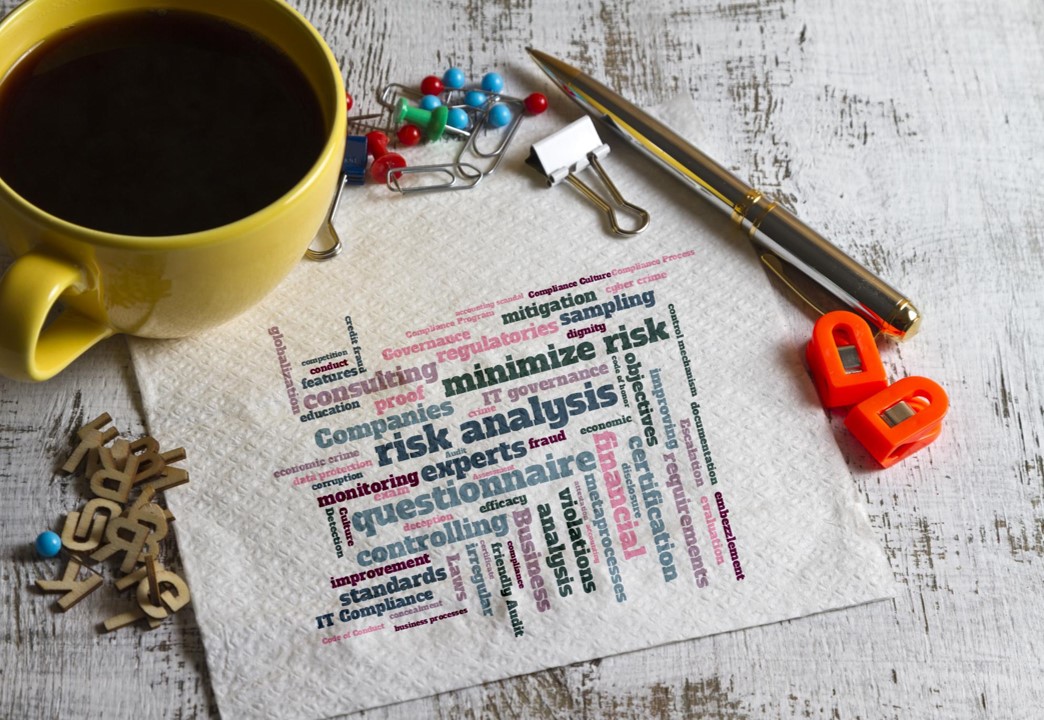 Compliance Process
Compliance Culture
cyber crime
accounting scandal
mitigation
sampling
Compliance Program
Governance
regulatories
dignity
control mechanism
globalization
credit fraud
competition
conduct
features
consulting
minimize risk
education
proof
IT governance
code of honor
objectives
improving
Companies
crime
risk analysis
economic
documentation
Escalation
economic crime
data protection
Audit
fraud
corruption
monitoring
experts
exam
Assessment
questionnaire
financial
certification
disclosure
requirements
evaluation
embezzlement
Detection
Culture
deception
efficacy
controlling
Business
analysis
violations
metaprocesses
improvement
standards
Laws
irregular
certificate
friendly Audit
compliance
IT Compliance
concealment
Code of Conduct
business processes